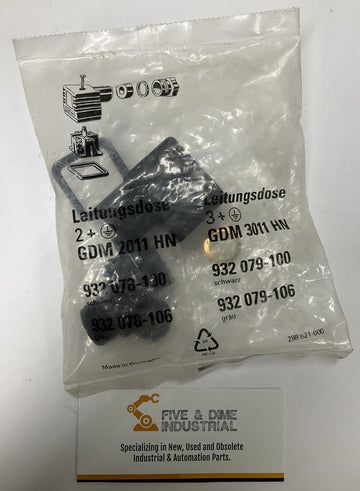 Leitungsdose
2 + ⏚
GDM 2011 HN
932 078-100
schwarz
932 078-106
grau
Made in Germany
Leitungsdose
3 + ⏚
GDM 3011 HN
932 079-100
schwarz
932 079-106
grau
04
298 621-000
FIVE & DIME
INDUSTRIAL
Specializing in New, Used and Obsolete
Industrial & Automation Parts.